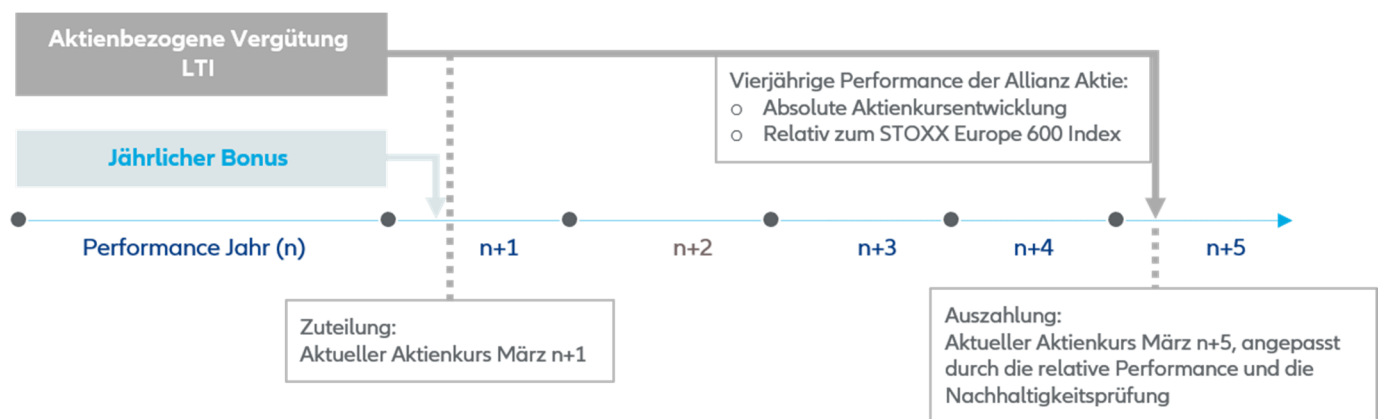 Aktienbezogene Vergütung
LTI
Vierjährige Performance der Allianz Aktie:
○ Absolute Aktienkursentwicklung
○ Relativ zum STOXX Europe 600 Index
Jährlicher Bonus
Performance Jahr (n)
n+1
n+2
n+3
n+4
n+5
Zuteilung:
Aktueller Aktienkurs März n+1
Auszahlung:
Aktueller Aktienkurs März n+5, angepasst
durch die relative Performance und die
Nachhaltigkeitsprüfung